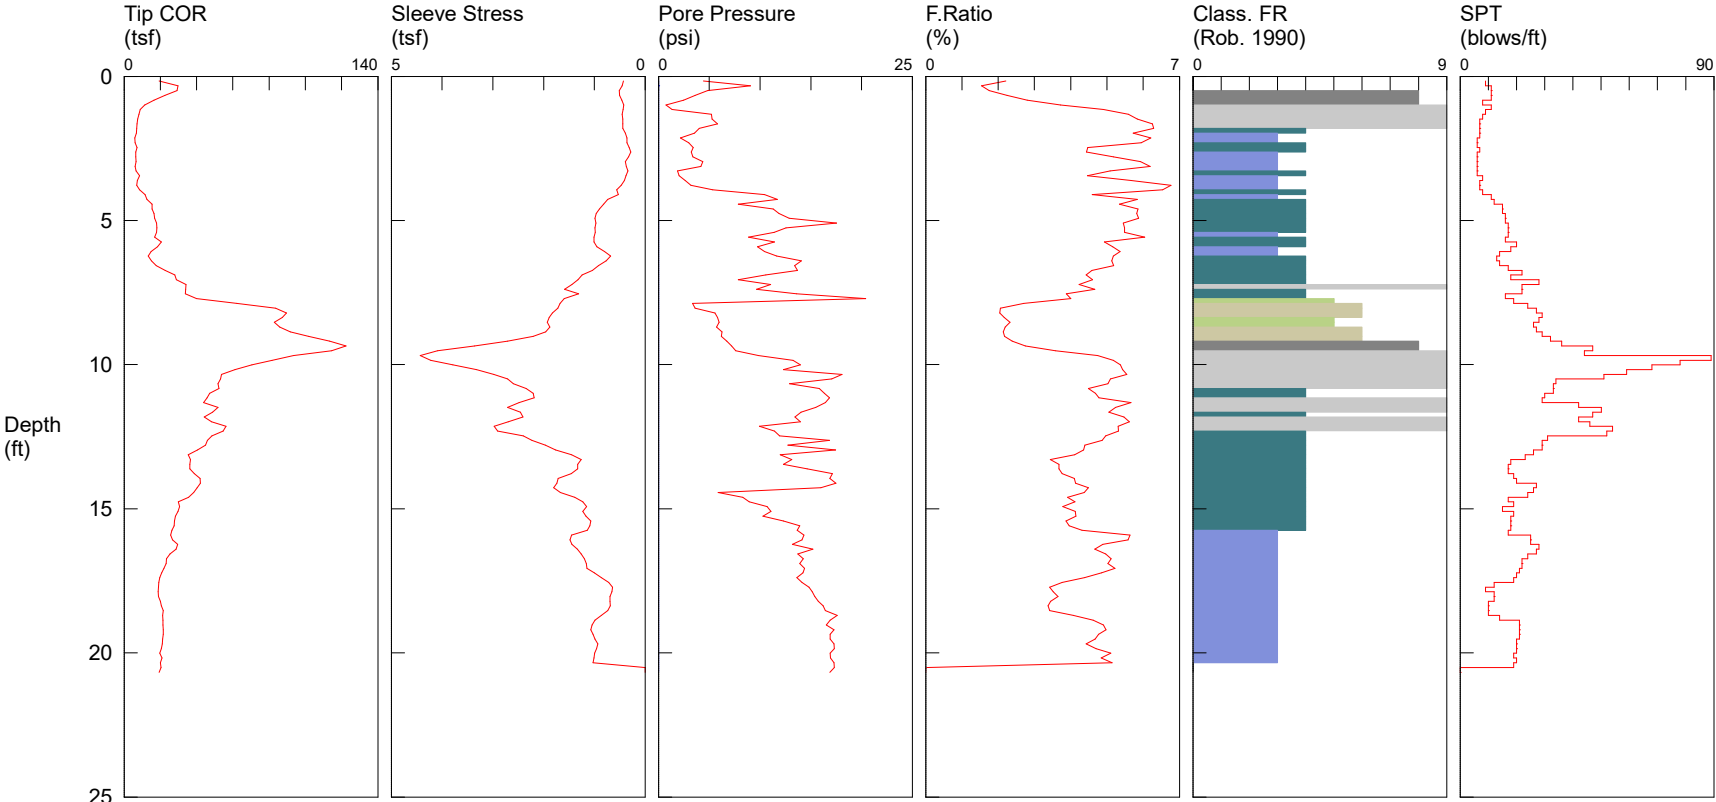 Tip COR Sleeve Stress Pore Pressure F.Ratio Class. FR SPT
(tsf) (tsf) (psi) (%) (Rob. 1990) (blows/ft)
0 140 5 0 0 25 0 7 0 9 0 90
0
5
10
Depth
(ft)
15
20
25